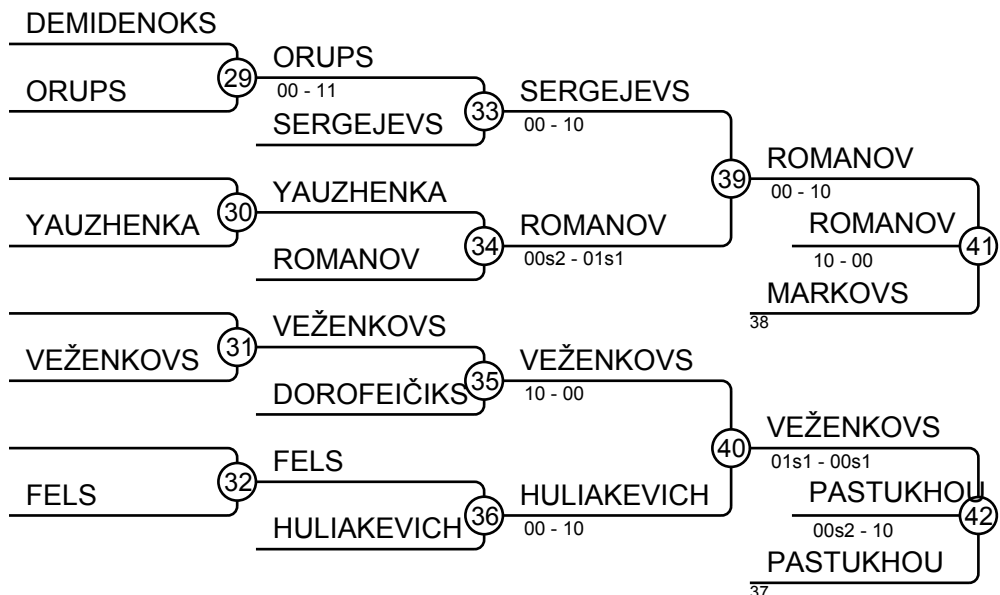 DEMIDENOKS
29
ORUPS
00 - 11
ORUPS
33
SERGEJEVS
00 - 10
SERGEJEVS
39
ROMANOV
00 - 10
YAUZHENKA
30
YAUZHENKA
34
ROMANOV
00s2 - 01s1
ROMANOV
ROMANOV
10 - 00
41
MARKOVS
38
VEŽENKOVS
31
VEŽENKOVS
35
VEŽENKOVS
10 - 00
DOROFEIČIKS
40
VEŽENKOVS
01s1 - 00s1
FELS
32
FELS
36
HULIAKEVICH
00 - 10
HULIAKEVICH
PASTUKHOU
00s2 - 10
42
PASTUKHOU
37